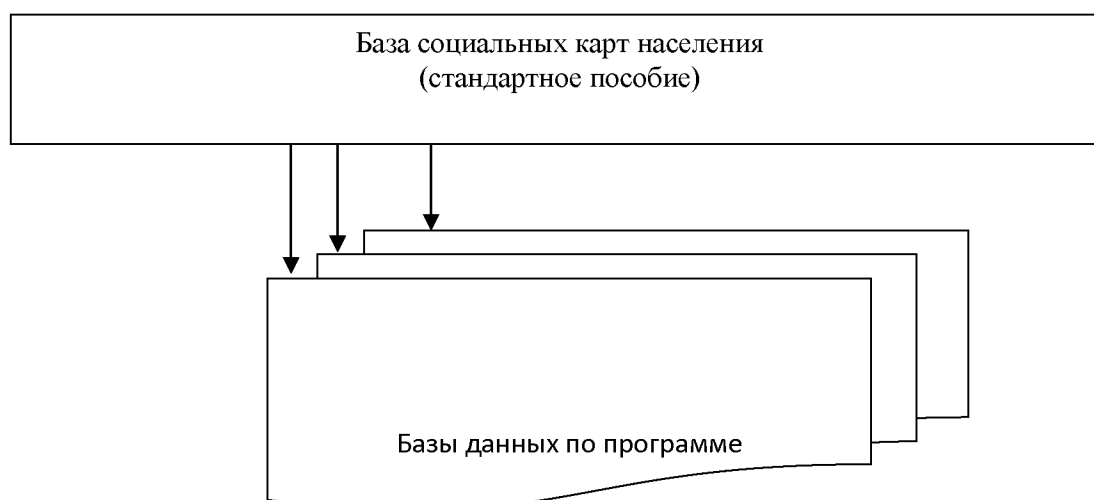 База социальных карт населения
(стандартное пособие)
Базы данных по программе